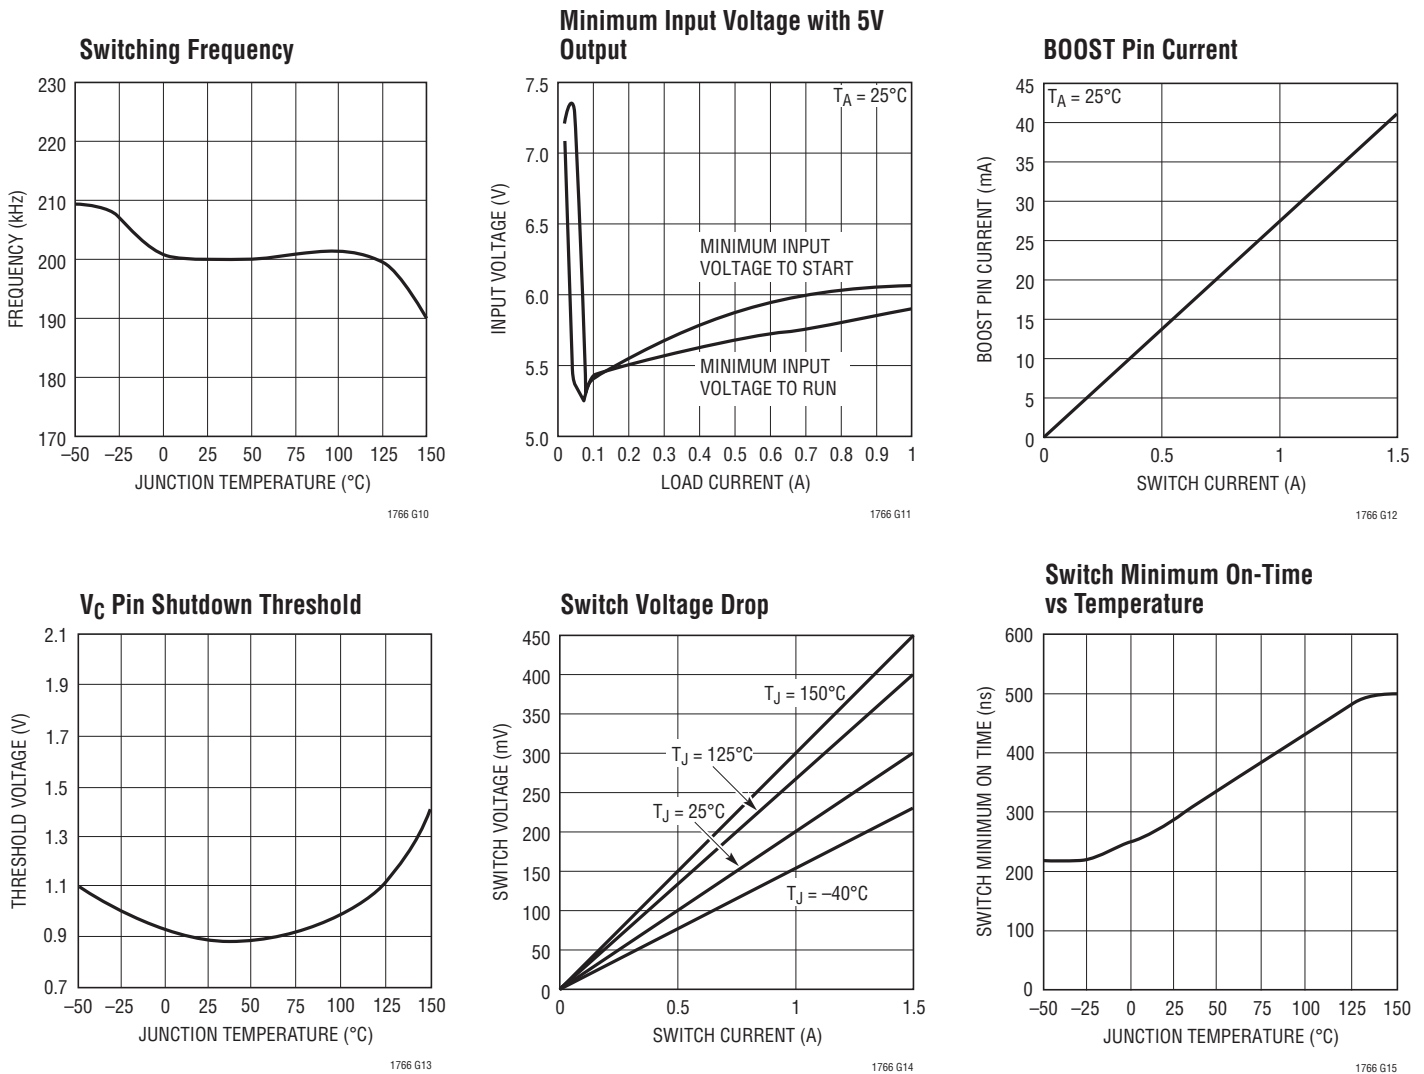 Switching Frequency
230
220
210
200
190
180
170
FREQUENCY (kHz)
–50 –25 0 25 50 75 100 125 150
JUNCTION TEMPERATURE (°C)
1766 G10
Minimum Input Voltage with 5V
Output
7.5
7.0
6.5
6.0
5.5
5.0
INPUT VOLTAGE (V)
TA = 25°C
MINIMUM INPUT
VOLTAGE TO START
MINIMUM INPUT
VOLTAGE TO RUN
0 0.1 0.2 0.3 0.4 0.5 0.6 0.7 0.8 0.9 1
LOAD CURRENT (A)
1766 G11
BOOST Pin Current
45
40
35
30
25
20
15
10
5
0
BOOST PIN CURRENT (mA)
TA = 25°C
0 0.5 1 1.5
SWITCH CURRENT (A)
1766 G12
VC Pin Shutdown Threshold
2.1
1.9
1.7
1.5
1.3
1.1
0.9
0.7
THRESHOLD VOLTAGE (V)
–50 –25 0 25 50 75 100 125 150
JUNCTION TEMPERATURE (°C)
1766 G13
Switch Voltage Drop
450
400
350
300
250
200
150
100
50
0
SWITCH VOLTAGE (mV)
TJ = 150°C
TJ = 125°C
TJ = 25°C
TJ = –40°C
0 0.5 1 1.5
SWITCH CURRENT (A)
1766 G14
Switch Minimum On-Time
vs Temperature
600
500
400
300
200
100
0
SWITCH MINIMUM ON TIME (ns)
–50 –25 0 25 50 75 100 125 150
JUNCTION TEMPERATURE (°C)
1766 G15